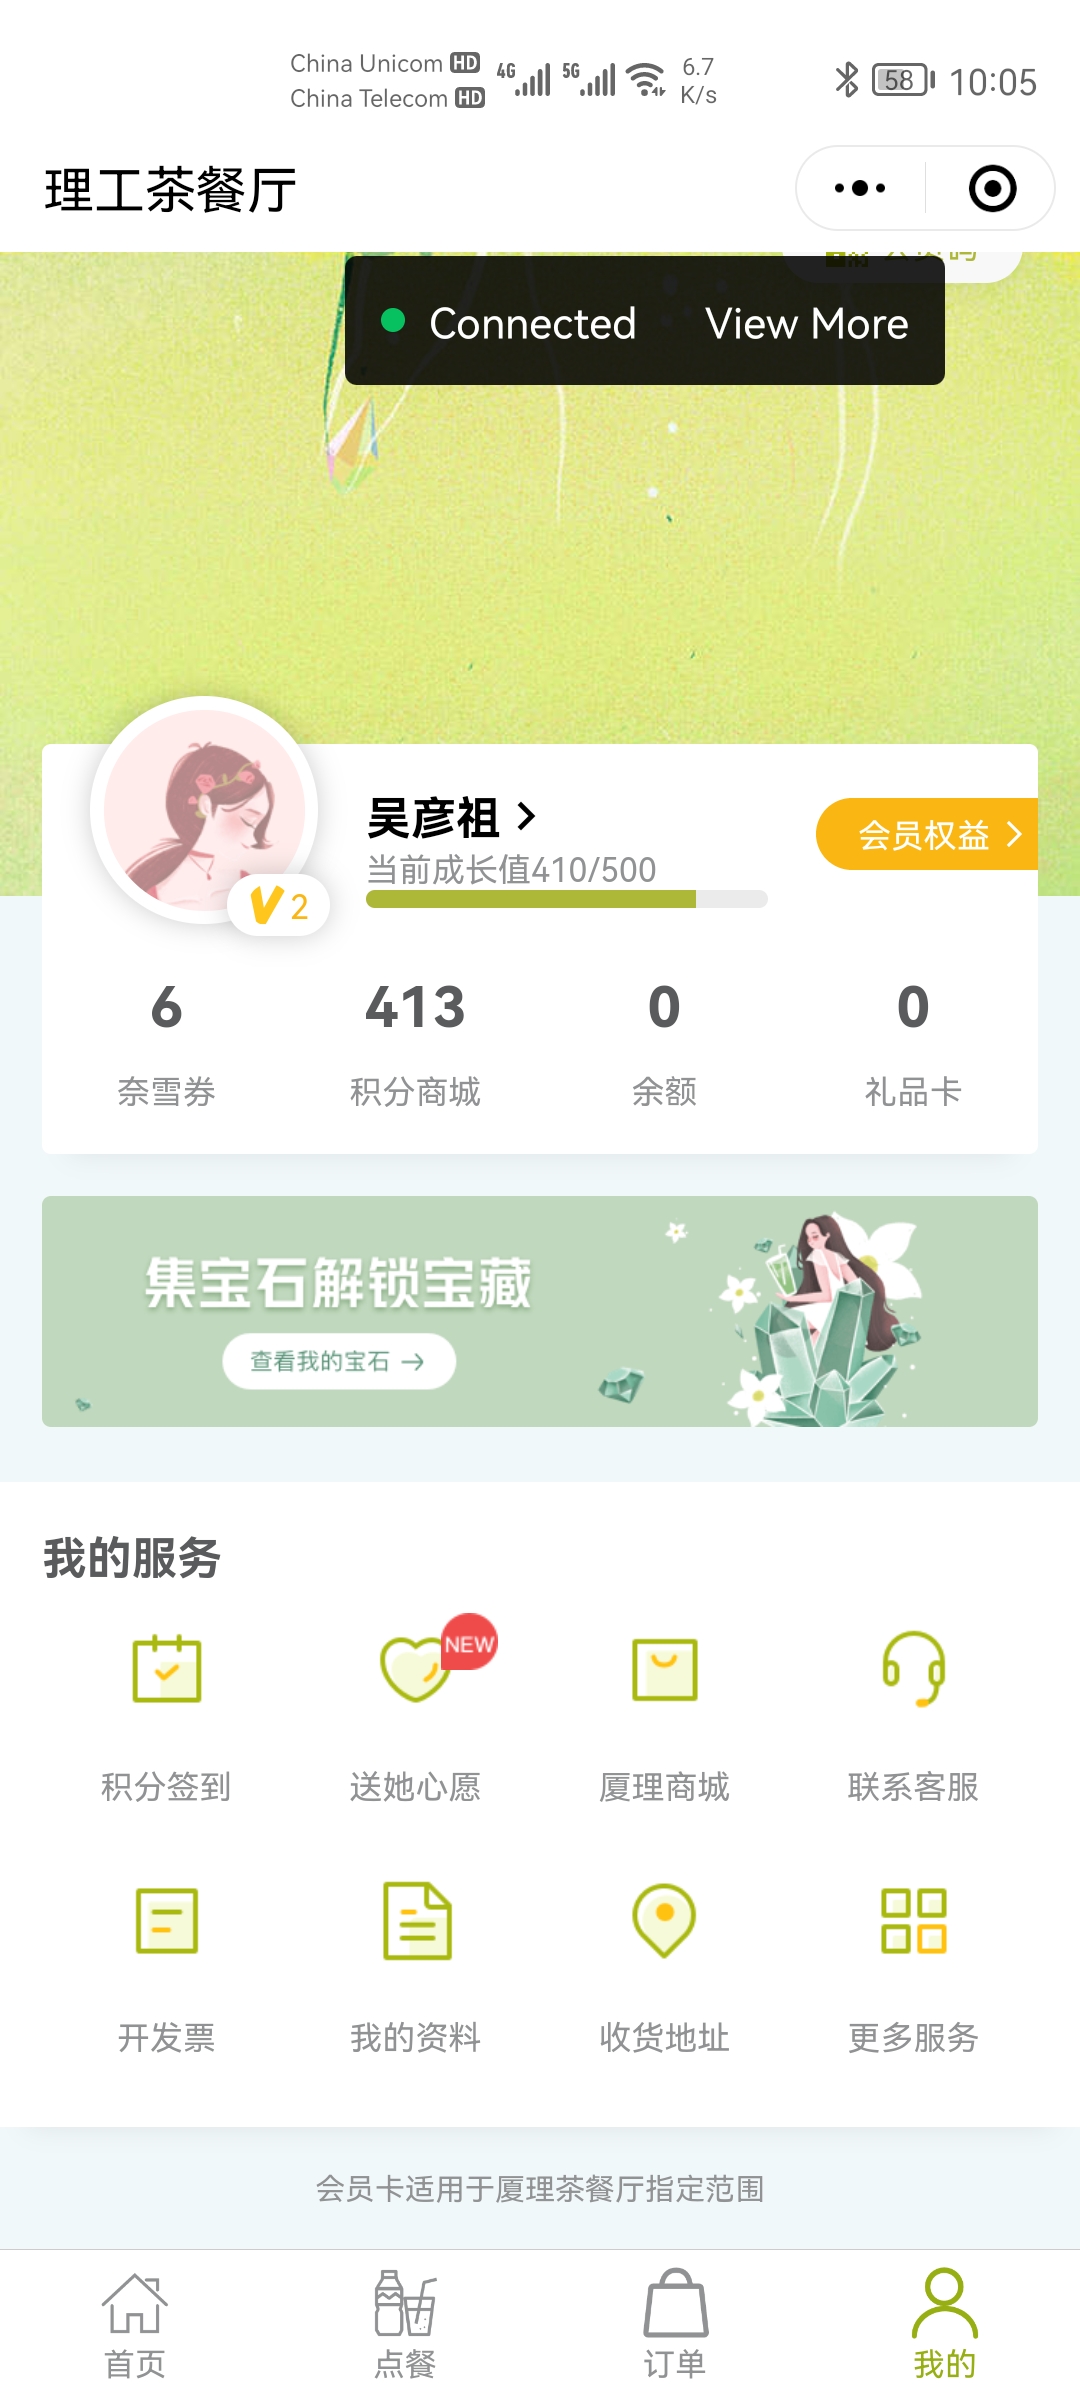 China Unicom HD
China Telecom HD
4G
5G
6.7
K/s
58
10:05
理工茶餐厅
Connected
View More
吴彦祖
当前成长值410/500
会员权益
V2
6
413
0
0
奈雪券
积分商城
余额
礼品卡
集宝石解锁宝藏
查看我的宝石 →
我的服务
NEW
积分签到
送她心愿
厦理商城
联系客服
开发票
我的资料
收货地址
更多服务
会员卡适用于厦理茶餐厅指定范围
首页
点餐
订单
我的